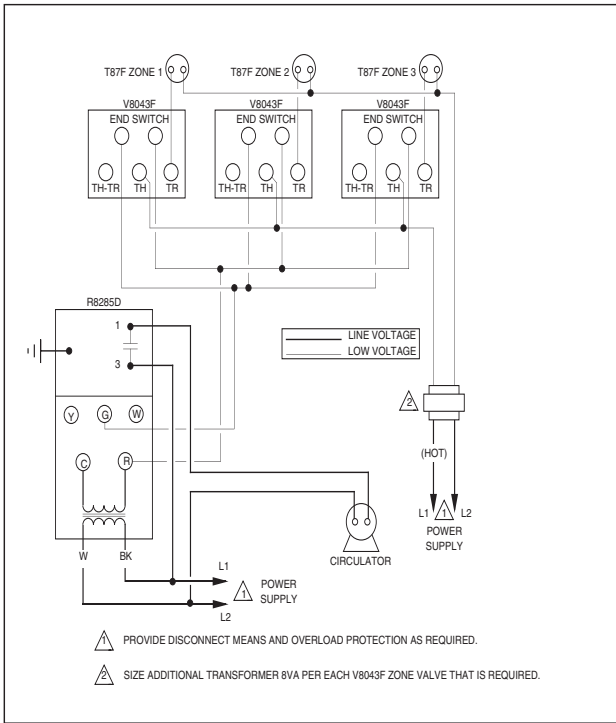 T87F ZONE 1
T87F ZONE 2
T87F ZONE 3
V8043F
END SWITCH
TH-TR
TH
TR
V8043F
END SWITCH
TH-TR
TH
TR
V8043F
END SWITCH
TH-TR
TH
TR
R8285D
1
3
Y
G
W
C
R
W
BK
LINE VOLTAGE
LOW VOLTAGE
2
(HOT)
L1
1
L2
POWER
SUPPLY
CIRCULATOR
L1
1
POWER
SUPPLY
L2
1 PROVIDE DISCONNECT MEANS AND OVERLOAD PROTECTION AS REQUIRED.
2 SIZE ADDITIONAL TRANSFORMER 8VA PER EACH V8043F ZONE VALVE THAT IS REQUIRED.